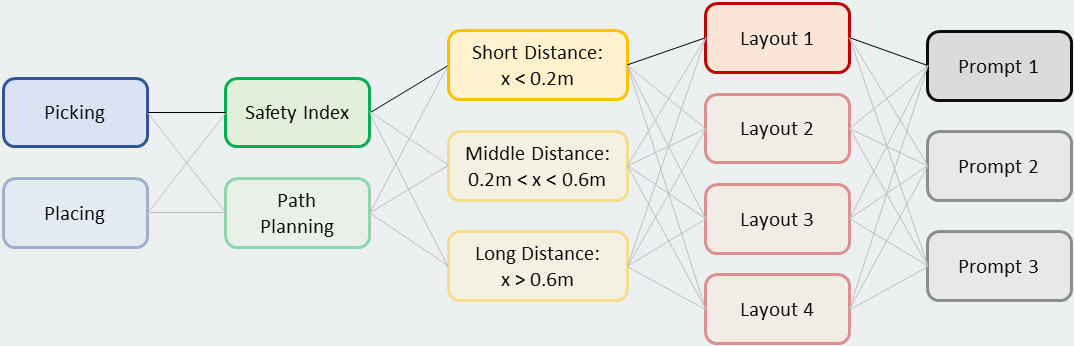 Picking
Placing
Safety Index
Path
Planning
Short Distance:
x < 0.2m
Middle Distance:
0.2m < x < 0.6m
Long Distance:
x > 0.6m
Layout 1
Layout 2
Layout 3
Layout 4
Prompt 1
Prompt 2
Prompt 3